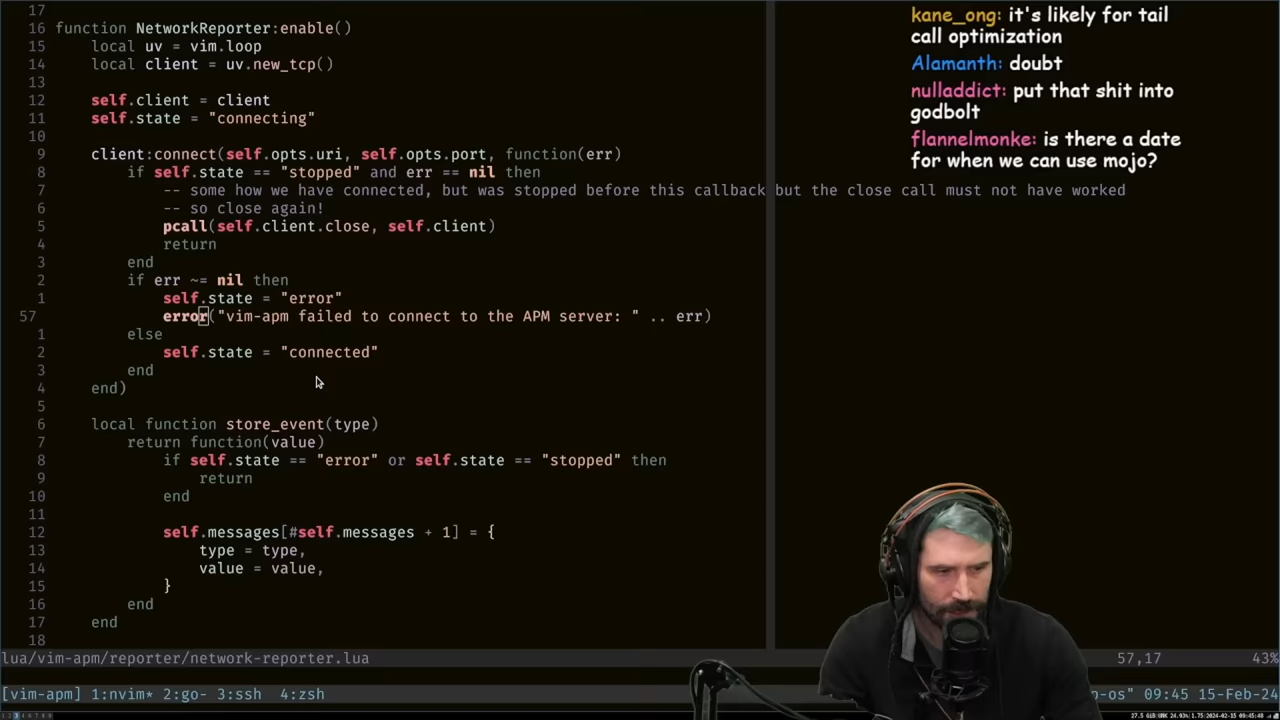 17
16 function NetworkReporter:enable()
15 local uv = vim.loop
14 local client = uv.new_tcp()
13
12 self.client = client
11 self.state = "connecting"
10
9 client:connect(self.opts.uri, self.opts.port, function(err)
8 if self.state == "stopped" and err == nil then
7 -- some how we have connected, but was stopped before this callback but the close call must not have worked
6 -- so close again!
5 pcall(self.client.close, self.client)
4 return
3 end
2 if err ~= nil then
1 self.state = "error"
57 error("vim-apm failed to connect to the APM server: " .. err)
1 else
2 self.state = "connected"
3 end
4 end)
5
6 local function store_event(type)
7 return function(value)
8 if self.state == "error" or self.state == "stopped" then
9 return
10 end
11
12 self.messages[#self.messages + 1] = {
13 type = type,
14 value = value,
15 }
16 end
17 end
18
lua/vim-apm/reporter/network-reporter.lua 57,17 43%
[vim-apm] 1:nvim* 2:go- 3:ssh 4:zsh p-os" 09:45 15-Feb-24
kane_ong: it's likely for tail
call optimization
Alamanth: doubt
nulladdict: put that shit into
godbolt
flannelmonke: is there a date
for when we can use mojo?